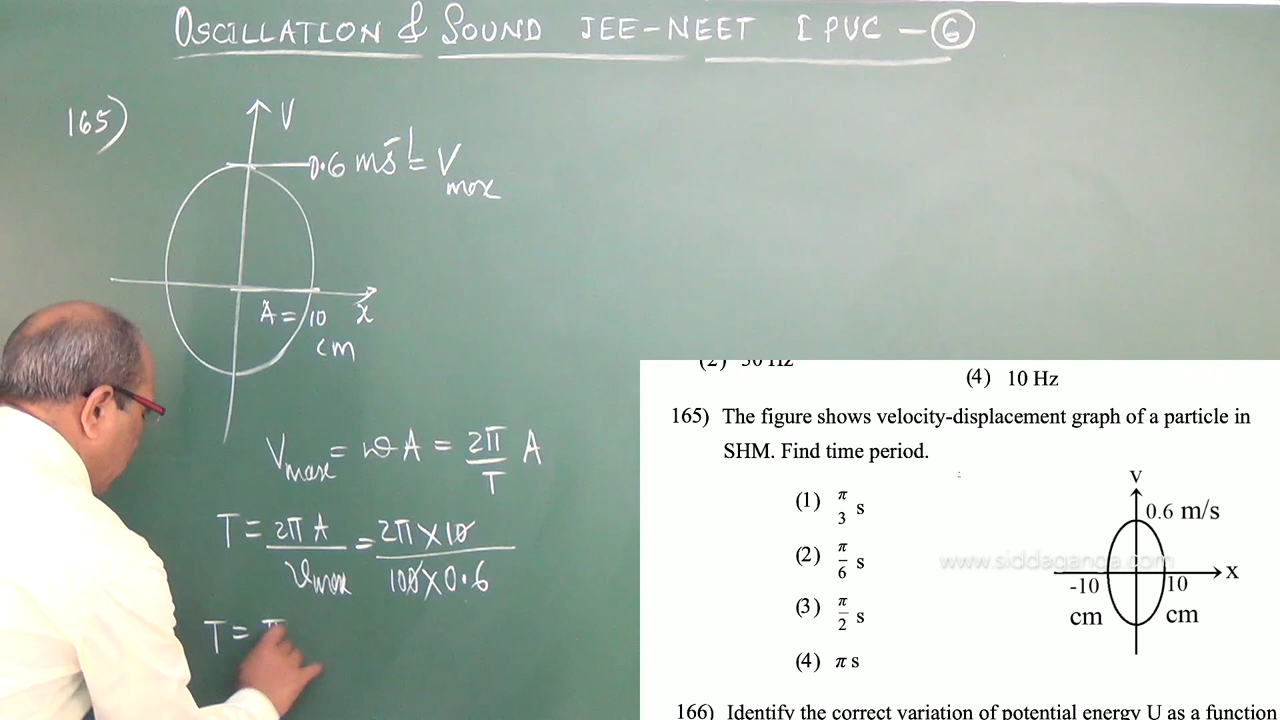 OSCILLATION & SOUND JEE-NEET I PUC - 6
165)
V
0.6 ms-1 = Vmax
A = 10 cm
x
Vmax = ωA = 2π/T A
T = 2πA/Vmax = 2π×10/100×0.6
T = π
(4) 10 Hz
165) The figure shows velocity-displacement graph of a particle in
SHM. Find time period.
(1) π/3 s
(2) π/6 s
(3) π/2 s
(4) π s
V
0.6 m/s
www.siddaganga.com
X
-10 cm
10 cm
166) Identify the correct variation of potential energy U as a function